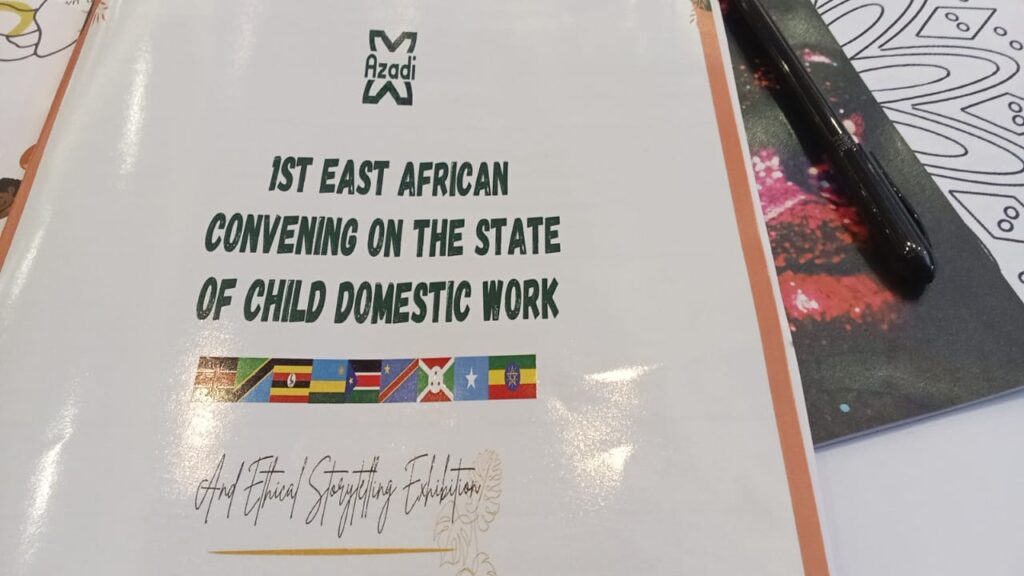 Azadi
1ST EAST AFRICAN
CONVENING ON THE STATE
OF CHILD DOMESTIC WORK
And Ethical Storytelling Exhibition